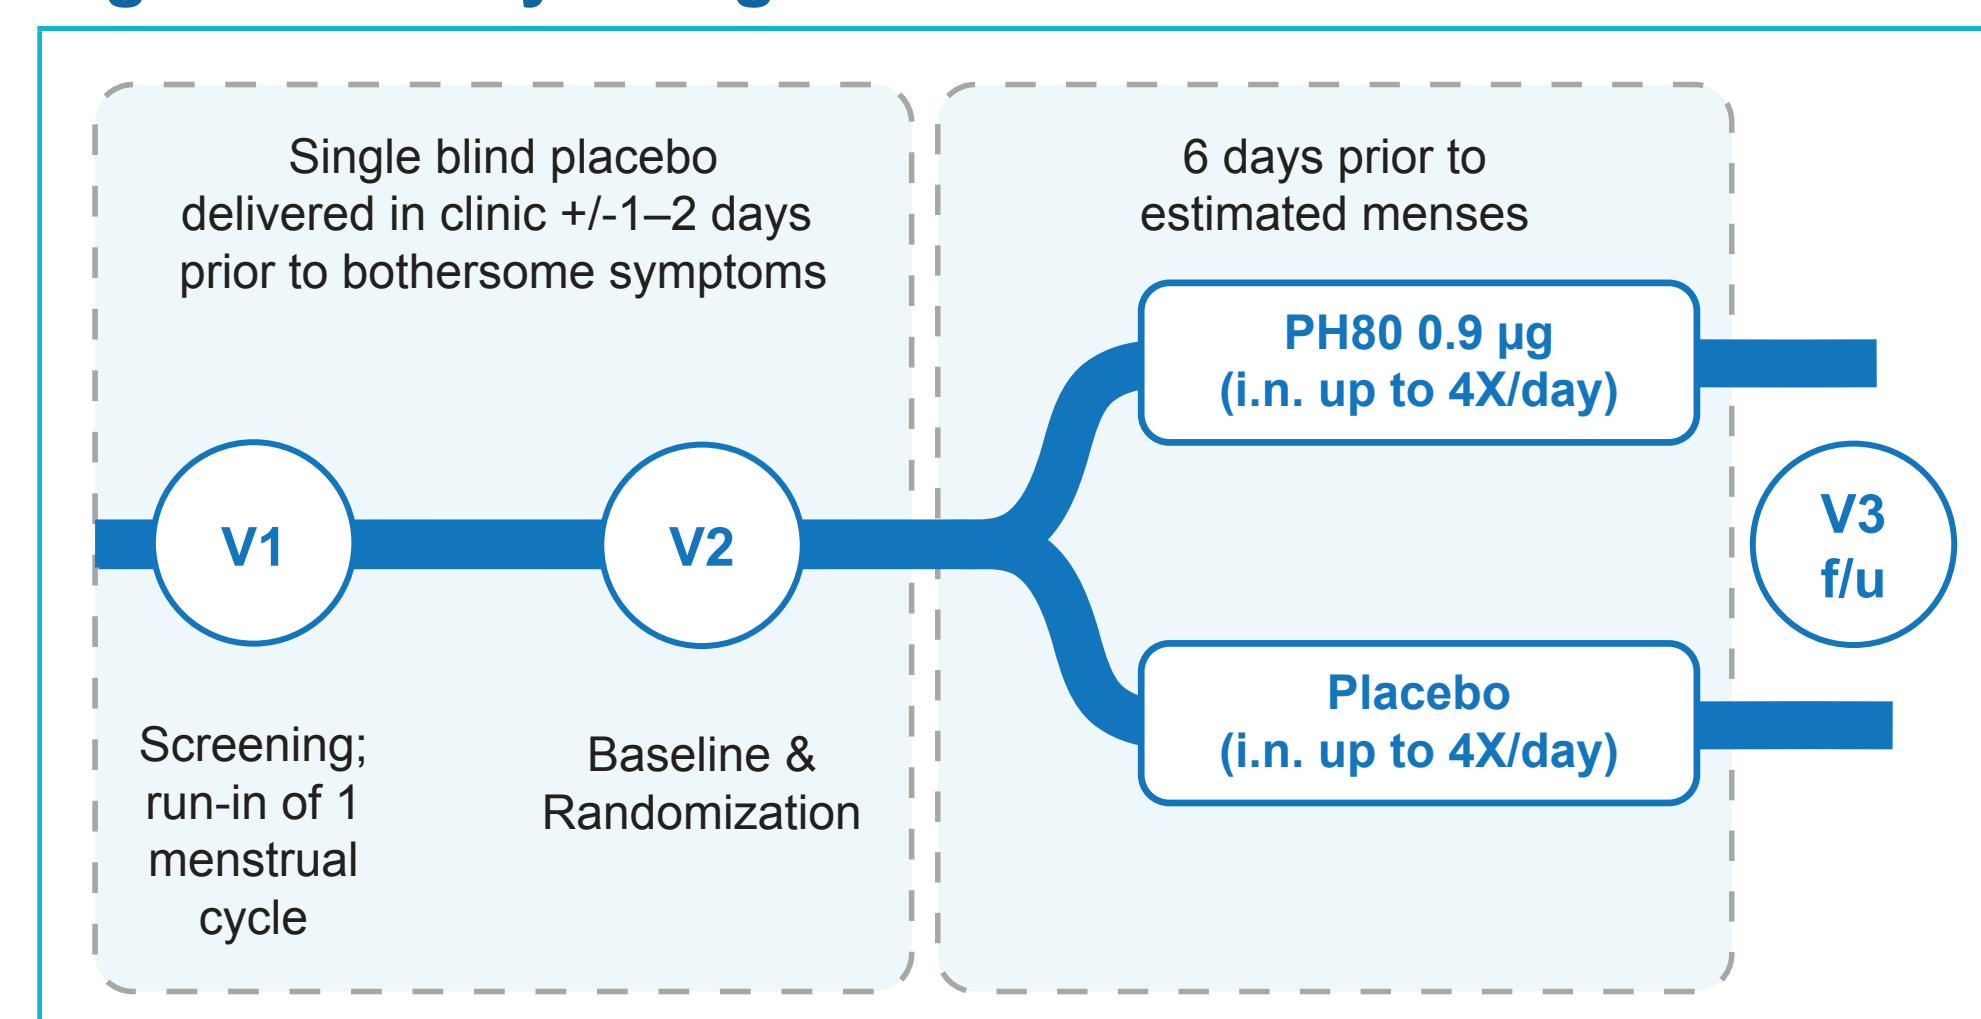 Single blind placebo
delivered in clinic +/-1–2 days
prior to bothersome symptoms
V1
V2
Screening;
run-in of 1
menstrual
cycle
Baseline &
Randomization
6 days prior to
estimated menses
PH80 0.9 µg
(i.n. up to 4X/day)
Placebo
(i.n. up to 4X/day)
V3
f/u